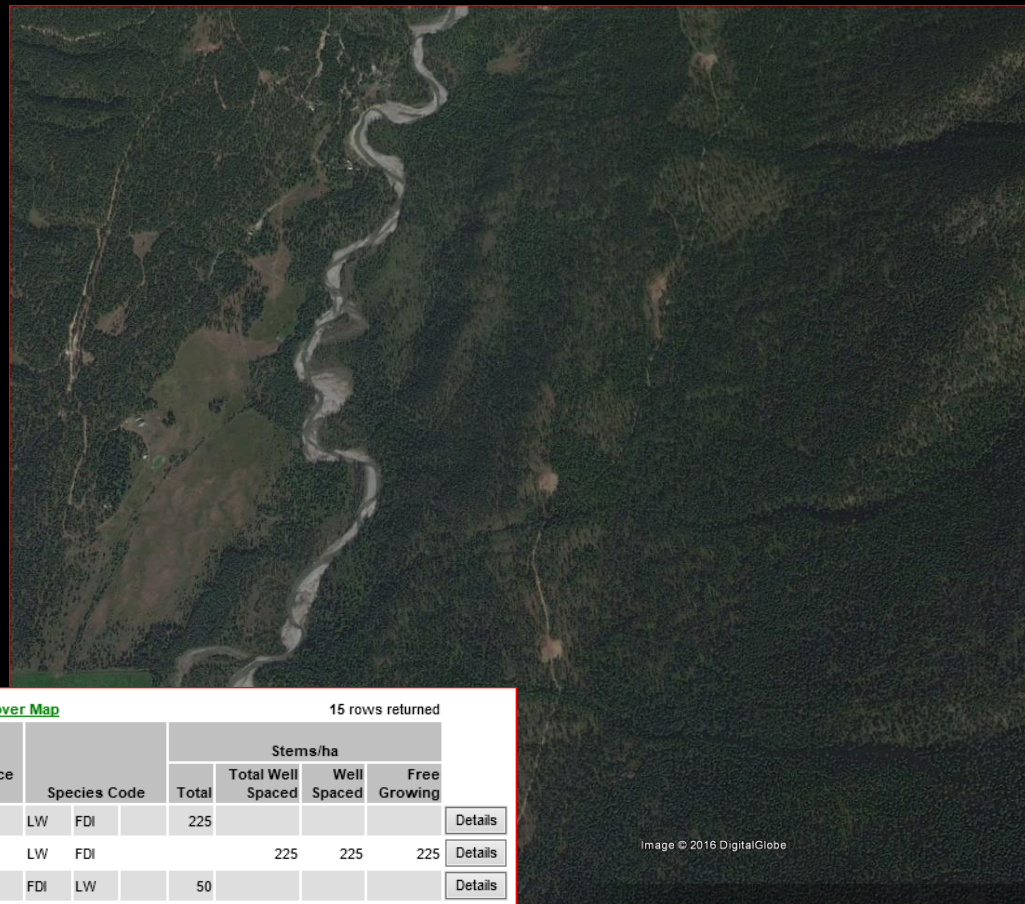 over Map 15 rows returned
Stems/ha
ce Species Code Total Total Well Spaced Well Spaced Free Growing
LW FDI 225 Details
LW FDI 225 225 225 Details
FDI LW 50 Details
Image © 2016 DigitalGlobe